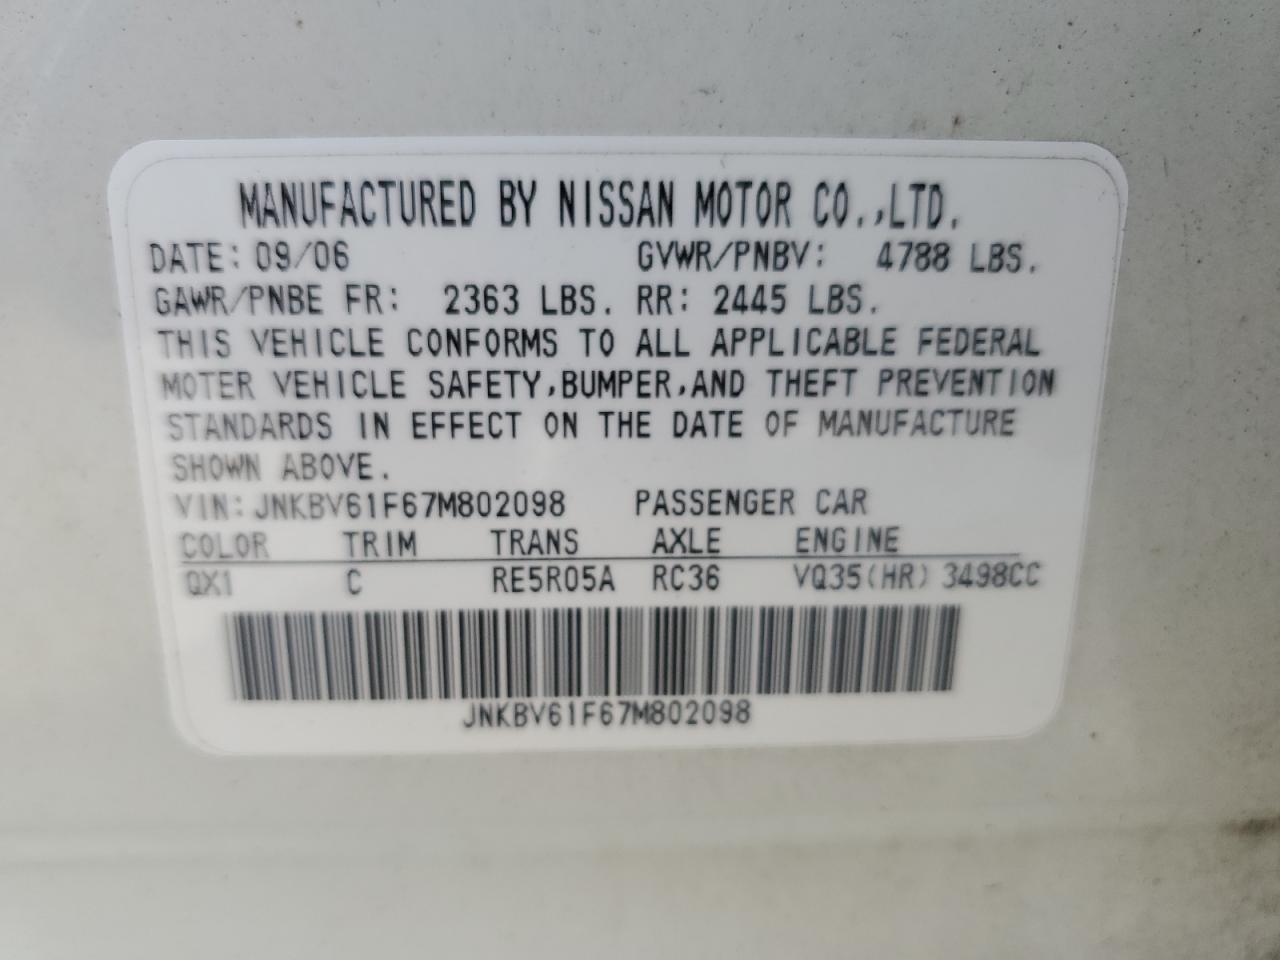 MANUFACTURED BY NISSAN MOTOR CO.,LTD.
DATE: 09/06 GVWR/PNBV: 4788 LBS.
GAWR/PNBE FR: 2363 LBS. RR: 2445 LBS.
THIS VEHICLE CONFORMS TO ALL APPLICABLE FEDERAL
MOTER VEHICLE SAFETY,BUMPER,AND THEFT PREVENTION
STANDARDS IN EFFECT ON THE DATE OF MANUFACTURE
SHOWN ABOVE.
VIN: JNKBV61F67M802098 PASSENGER CAR
COLOR TRIM TRANS AXLE ENGINE
QX1 C RE5R05A RC36 VQ35(HR) 3498CC
JNKBV61F67M802098